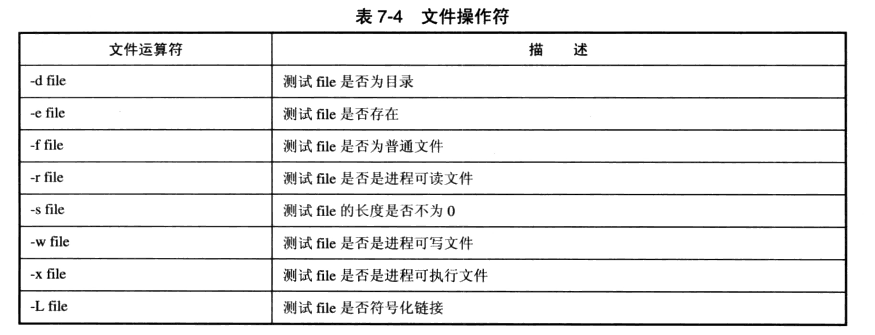 表 7-4 文件操作符
文件运算符 描 述
-d file 测试 file 是否为目录
-e file 测试 file 是否存在
-f file 测试 file 是否为普通文件
-r file 测试 file 是否是进程可读文件
-s file 测试 file 的长度是否不为 0
-w file 测试 file 是否是进程可写文件
-x file 测试 file 是否是进程可执行文件
-L file 测试 file 是否符号化链接